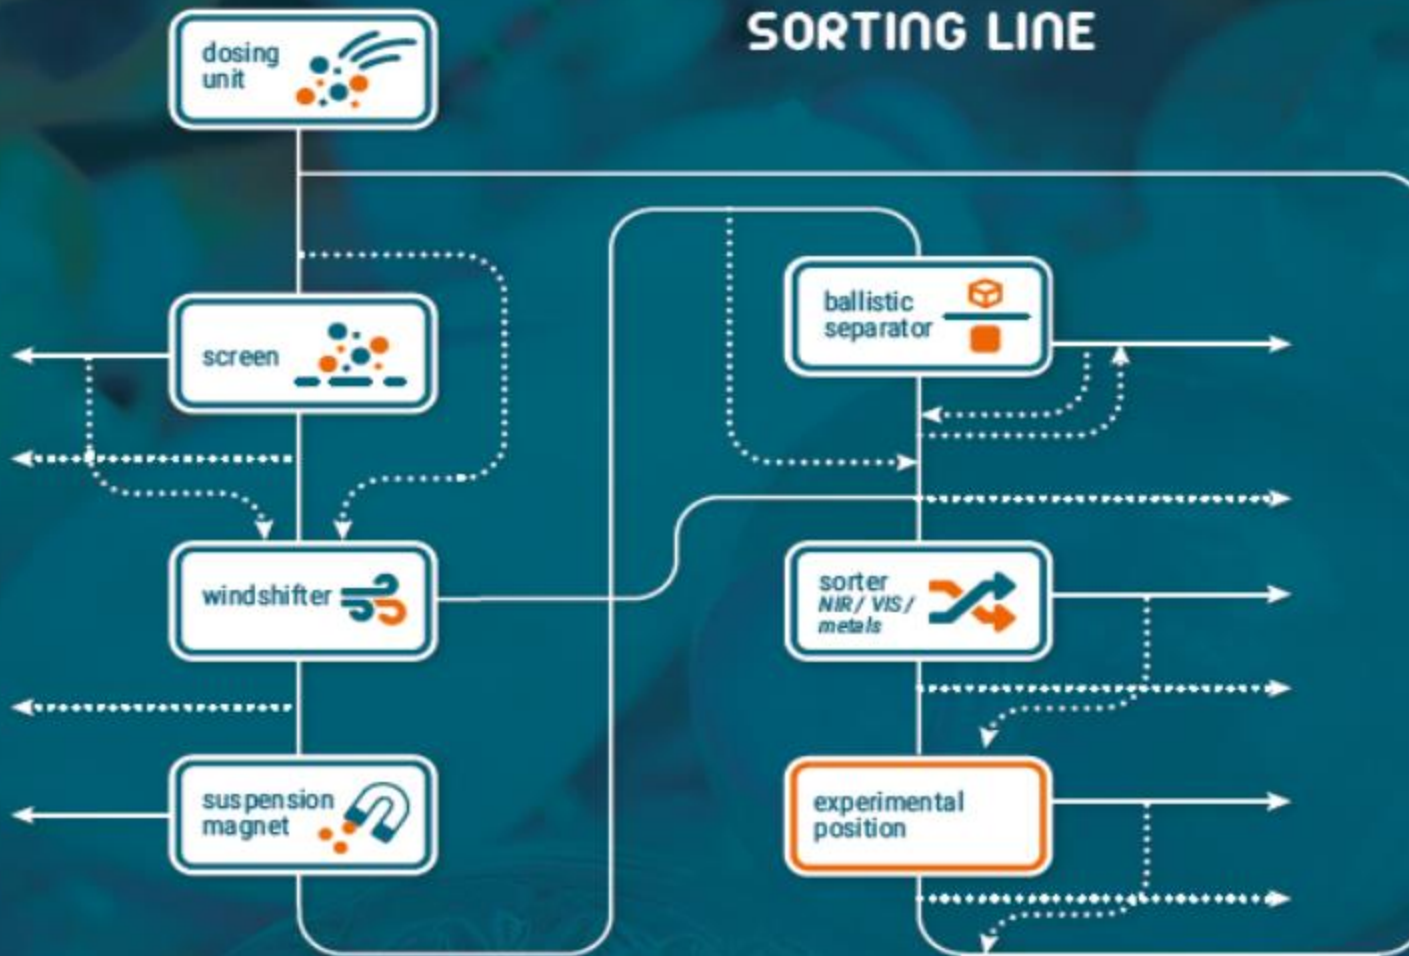 SORTING LINE
dosing
unit
screen
windshifter
suspension
magnet
ballistic
separator
sorter
NIR/ VIS/
metals
experimental
position